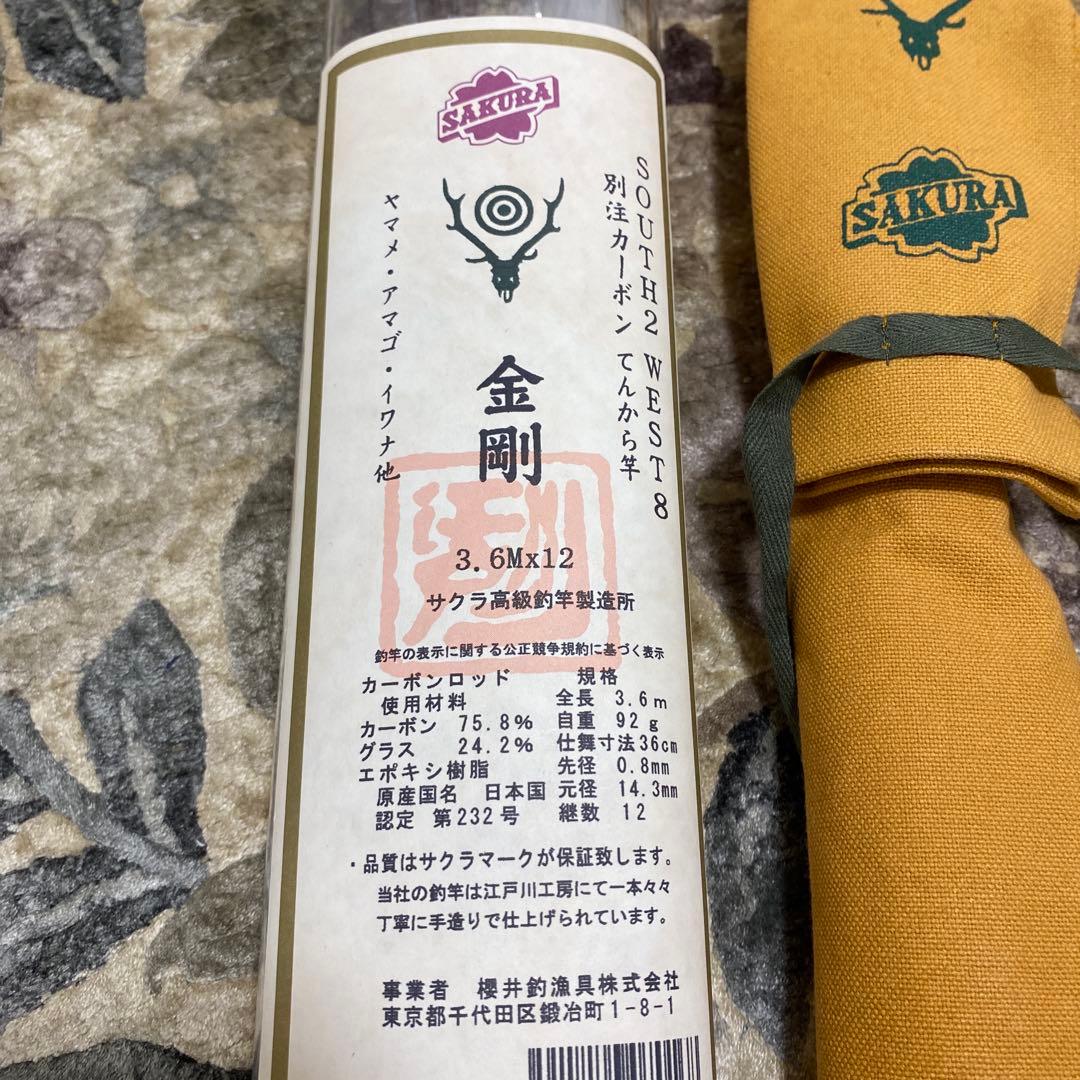 SAKURA
SOUTH2 WEST8
別注カーボン てんから竿
ヤマメ・アマゴ・イワナ他
金剛
3.6Mx12
サクラ高級釣竿製造所
釣竿の表示に関する公正競争規約に基づく表示
カーボンロッド
使用材料
カーボン 75.8%
グラス 24.2%
エポキシ樹脂
原産国名 日本国
認定 第232号
規格
全長 3.6m
自重 92g
仕舞寸法36cm
先径 0.8mm
元径 14.3mm
継数 12
・品質はサクラマークが保証致します。
当社の釣竿は江戸川工房にて一本々々
丁寧に手造りで仕上げられています。
事業者 櫻井釣漁具株式会社
東京都千代田区鍛冶町1-8-1
SAKURA